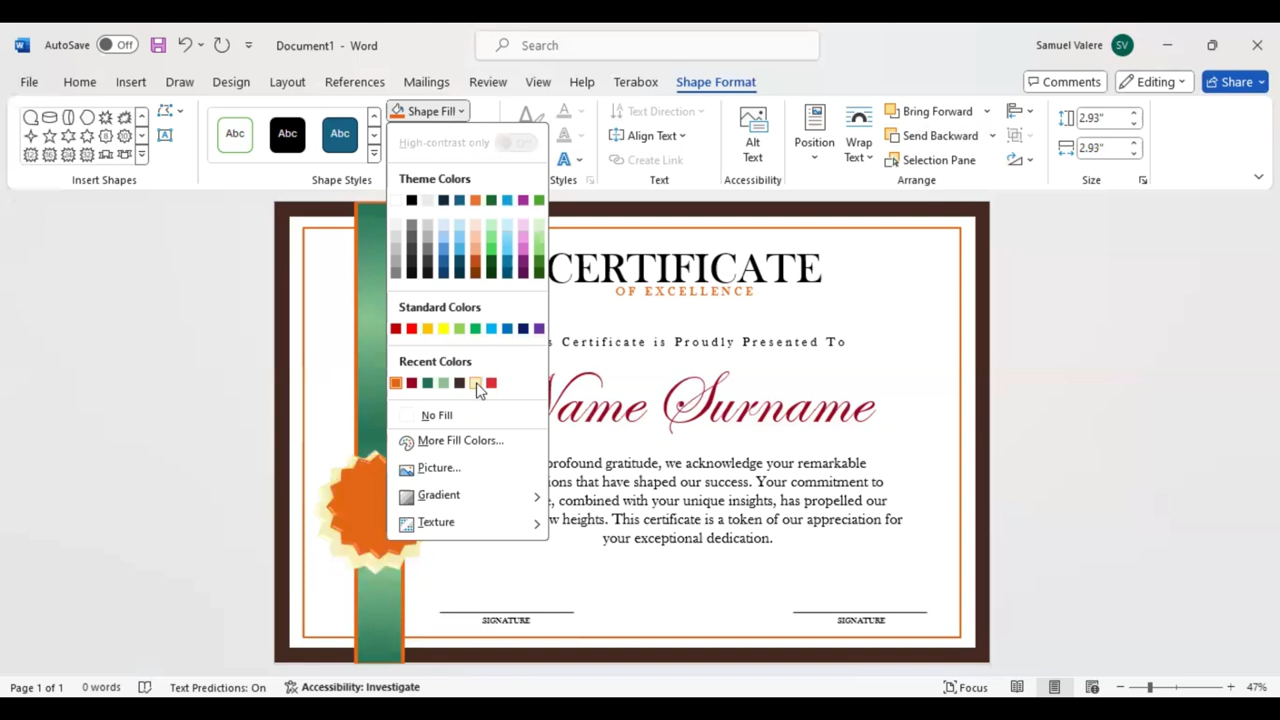 AutoSave Off Document1 - Word Search Samuel Valere SV
File Home Insert Draw Design Layout References Mailings Review View Help Terabox Shape Format Comments Editing Share
Shape Fill Text Direction Bring Forward 2.93"
Abc Abc Abc Align Text Alt Text Position Wrap Text Send Backward 2.93"
High-contrast only Off Create Link Selection Pane
Insert Shapes Shape Styles Styles Text Accessibility Arrange Size
Theme Colors
Standard Colors
Recent Colors
No Fill
More Fill Colors...
Picture...
Gradient
Texture
CERTIFICATE
OF EXCELLENCE
s Certificate is Proudly Presented To
Name Surname
profound gratitude, we acknowledge your remarkable
ions that have shaped our success. Your commitment to
e, combined with your unique insights, has propelled our
w heights. This certificate is a token of our appreciation for
your exceptional dedication.
SIGNATURE SIGNATURE
Page 1 of 1 0 words Text Predictions: On Accessibility: Investigate Focus 47%